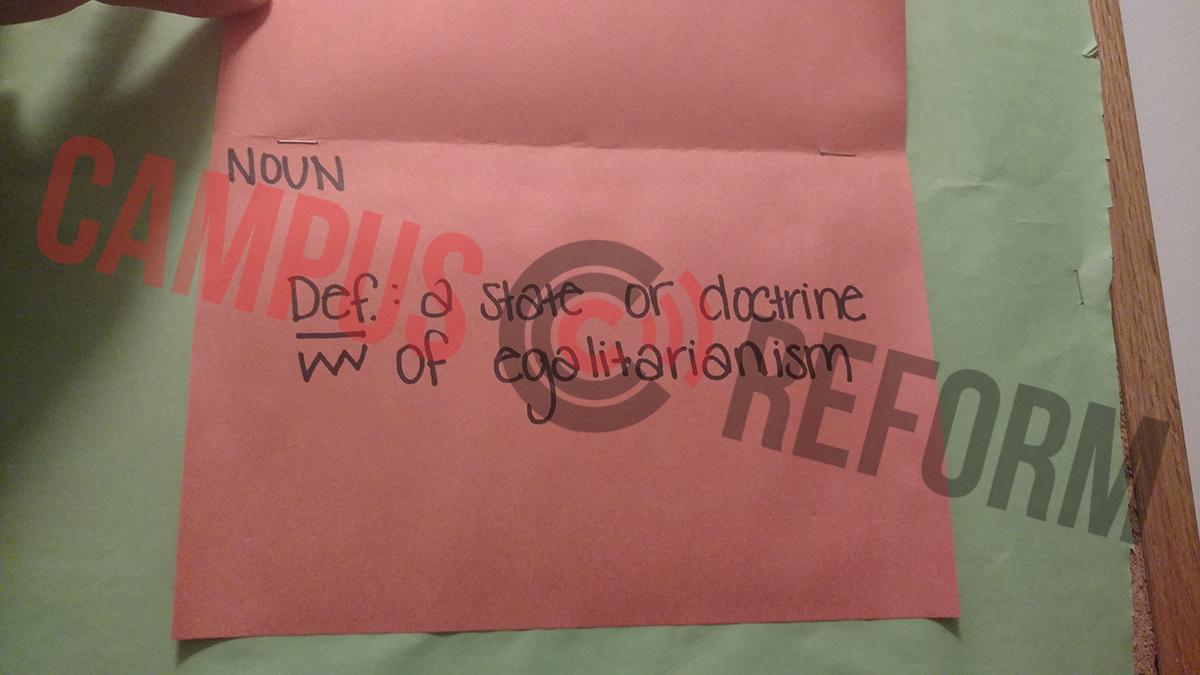 NOUN
Def.: a state or doctrine
of egalitarianism
CAMPUS REFORM